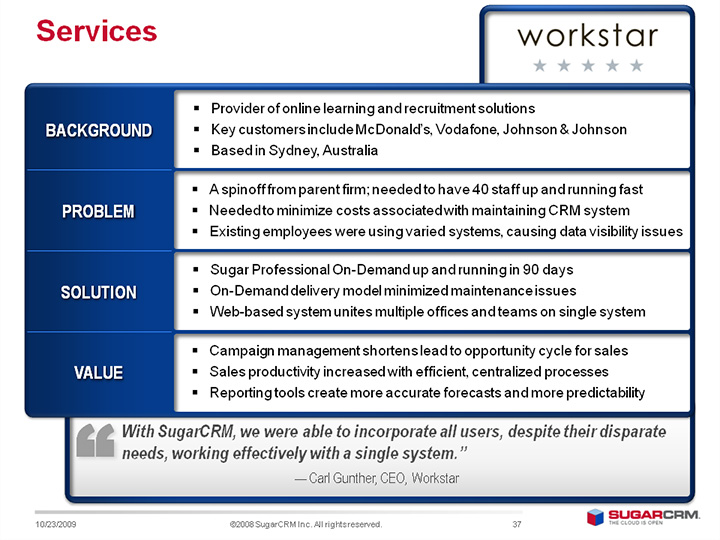 Services
workstar
BACKGROUND
▪ Provider of online learning and recruitment solutions
▪ Key customers include McDonald's, Vodafone, Johnson & Johnson
▪ Based in Sydney, Australia
PROBLEM
▪ A spinoff from parent firm; needed to have 40 staff up and running fast
▪ Needed to minimize costs associated with maintaining CRM system
▪ Existing employees were using varied systems, causing data visibility issues
SOLUTION
▪ Sugar Professional On-Demand up and running in 90 days
▪ On-Demand delivery model minimized maintenance issues
▪ Web-based system unites multiple offices and teams on single system
VALUE
▪ Campaign management shortens lead to opportunity cycle for sales
▪ Sales productivity increased with efficient, centralized processes
▪ Reporting tools create more accurate forecasts and more predictability
“ With SugarCRM, we were able to incorporate all users, despite their disparate
needs, working effectively with a single system.”
— Carl Gunther, CEO, Workstar
10/23/2009
©2008 SugarCRM Inc. All rights reserved.
37
SUGARCRM.
THE CLOUD IS OPEN